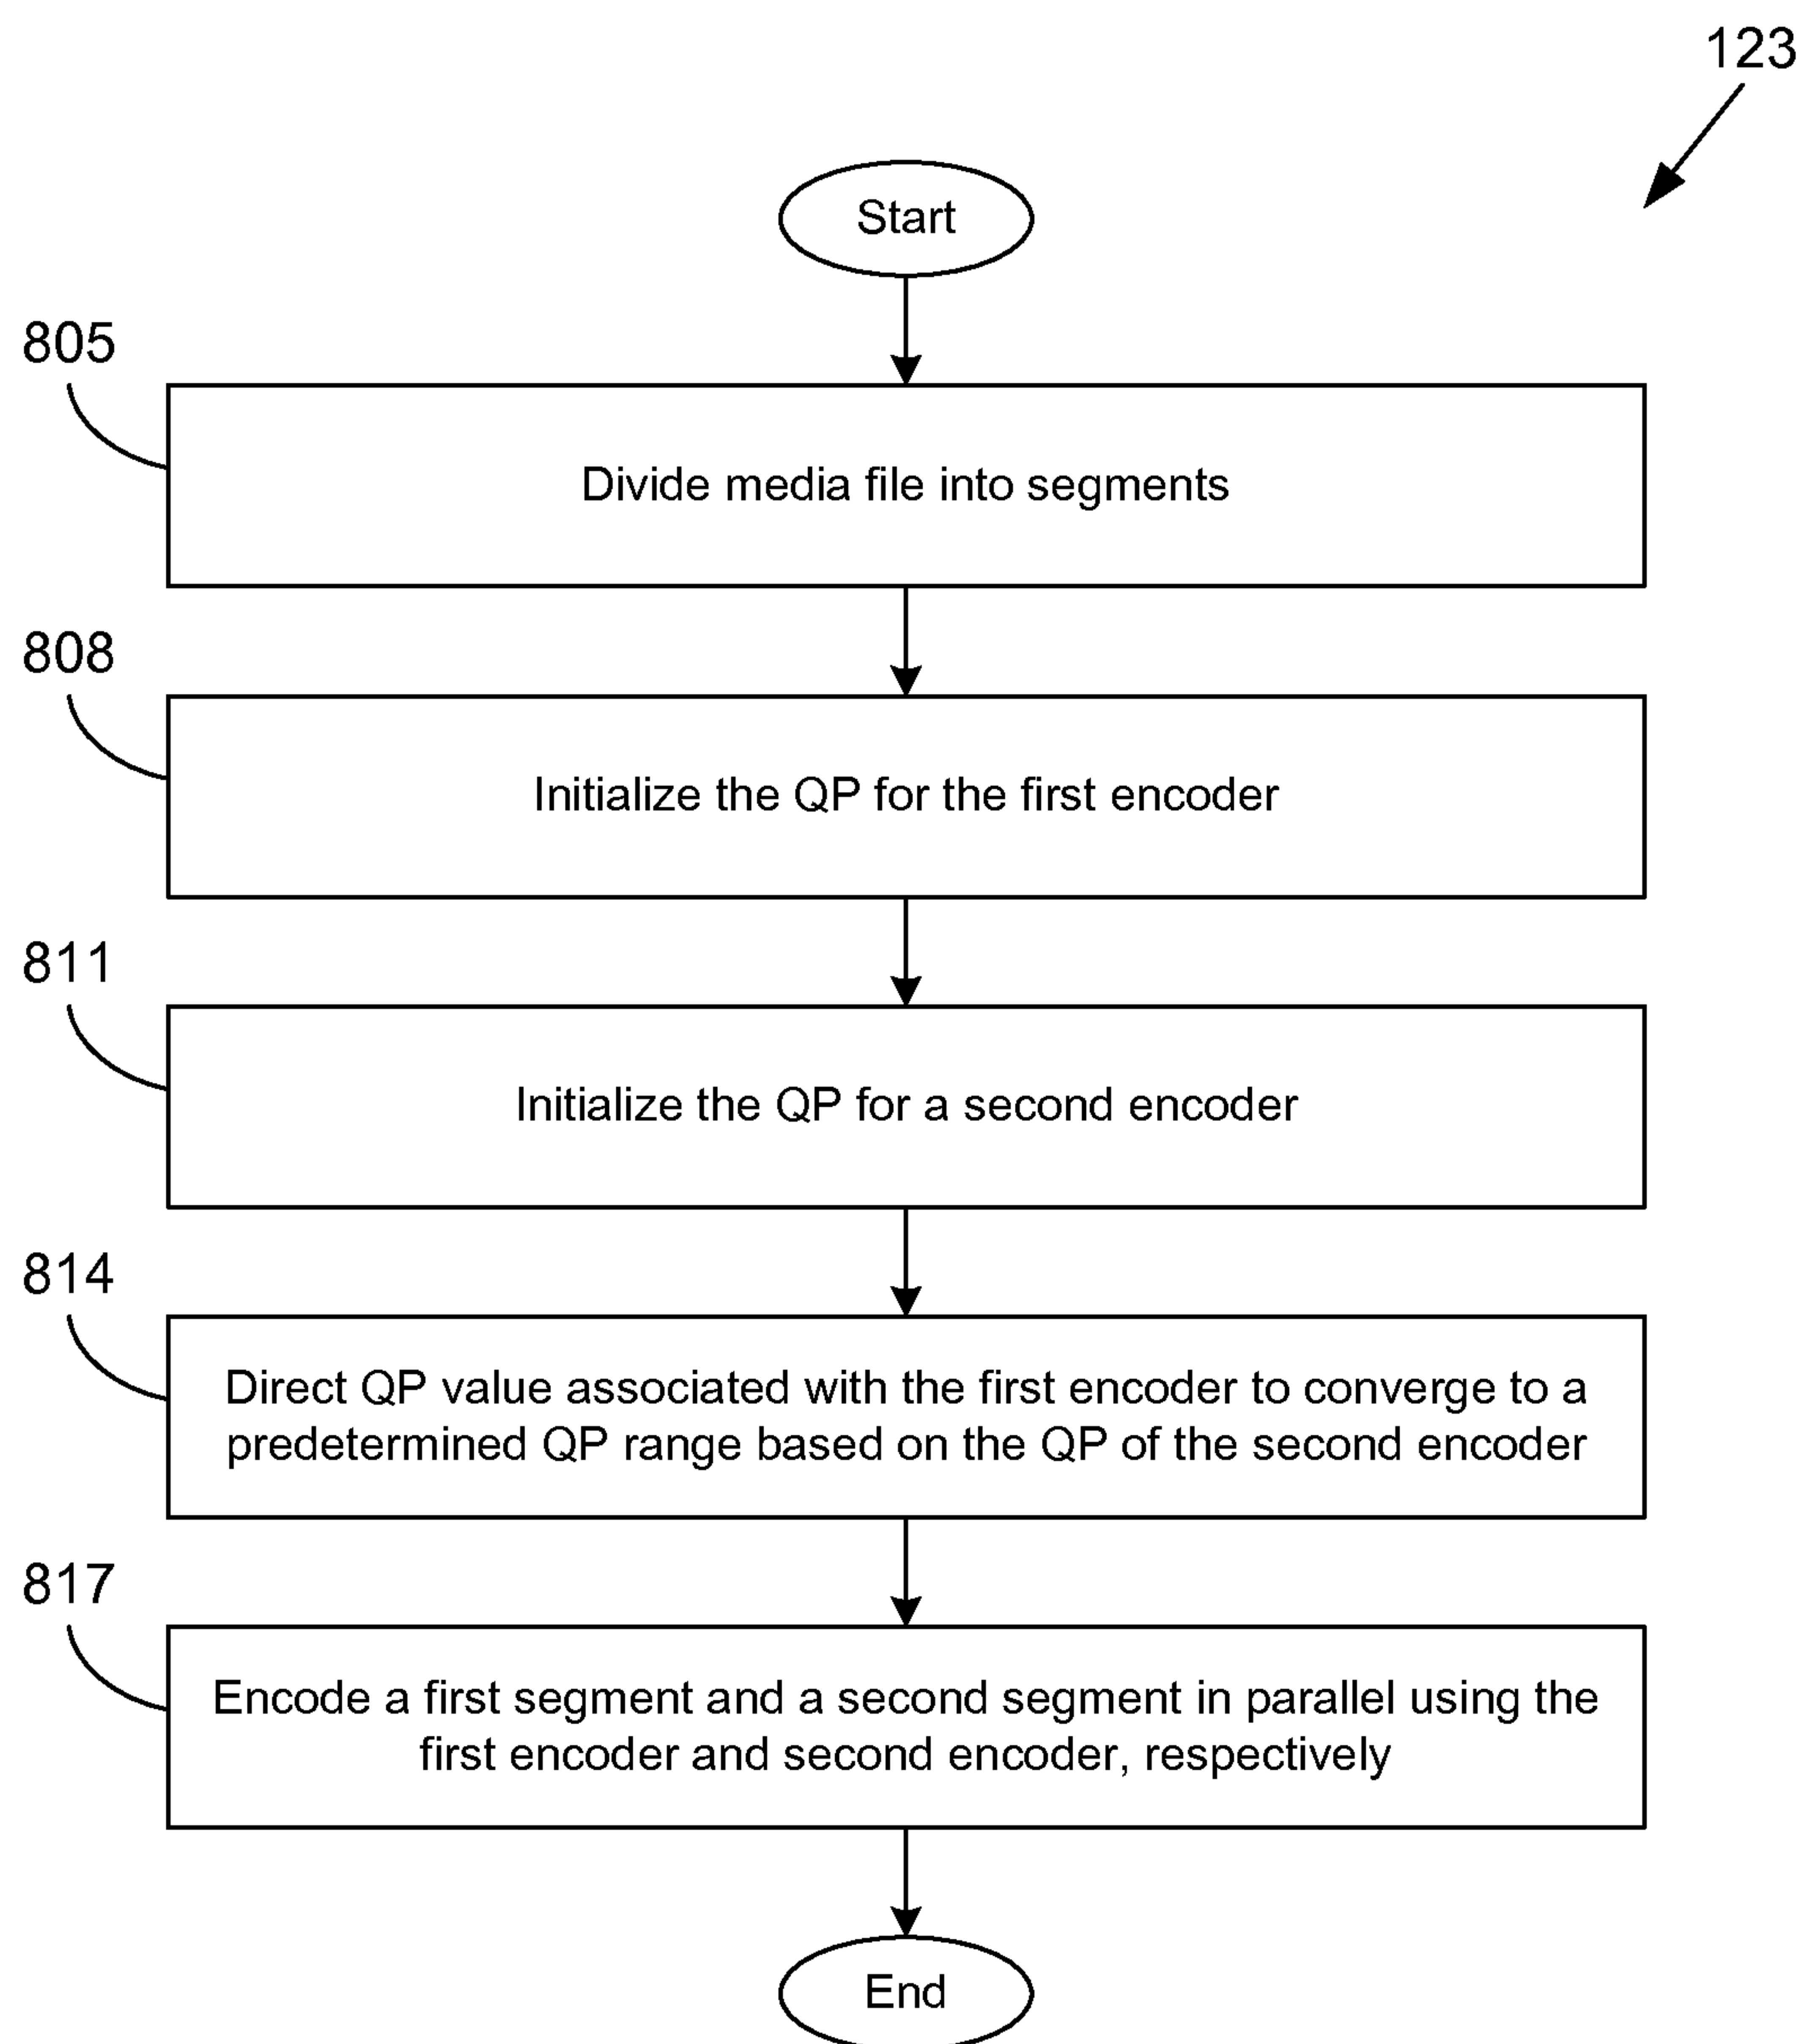 123
Start
805
Divide media file into segments
808
Initialize the QP for the first encoder
811
Initialize the QP for a second encoder
814
Direct QP value associated with the first encoder to converge to a
predetermined QP range based on the QP of the second encoder
817
Encode a first segment and a second segment in parallel using the
first encoder and second encoder, respectively
End